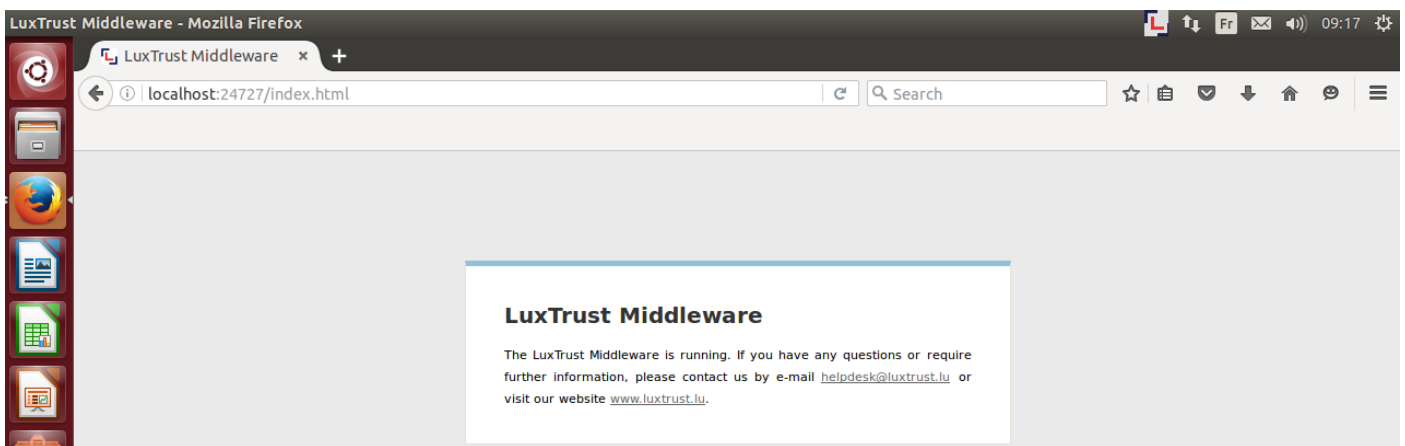 LuxTrust Middleware - Mozilla Firefox
Fr
09:17
LuxTrust Middleware
localhost:24727/index.html
Search
LuxTrust Middleware
The LuxTrust Middleware is running. If you have any questions or require
further information, please contact us by e-mail helpdesk@luxtrust.lu or
visit our website www.luxtrust.lu.